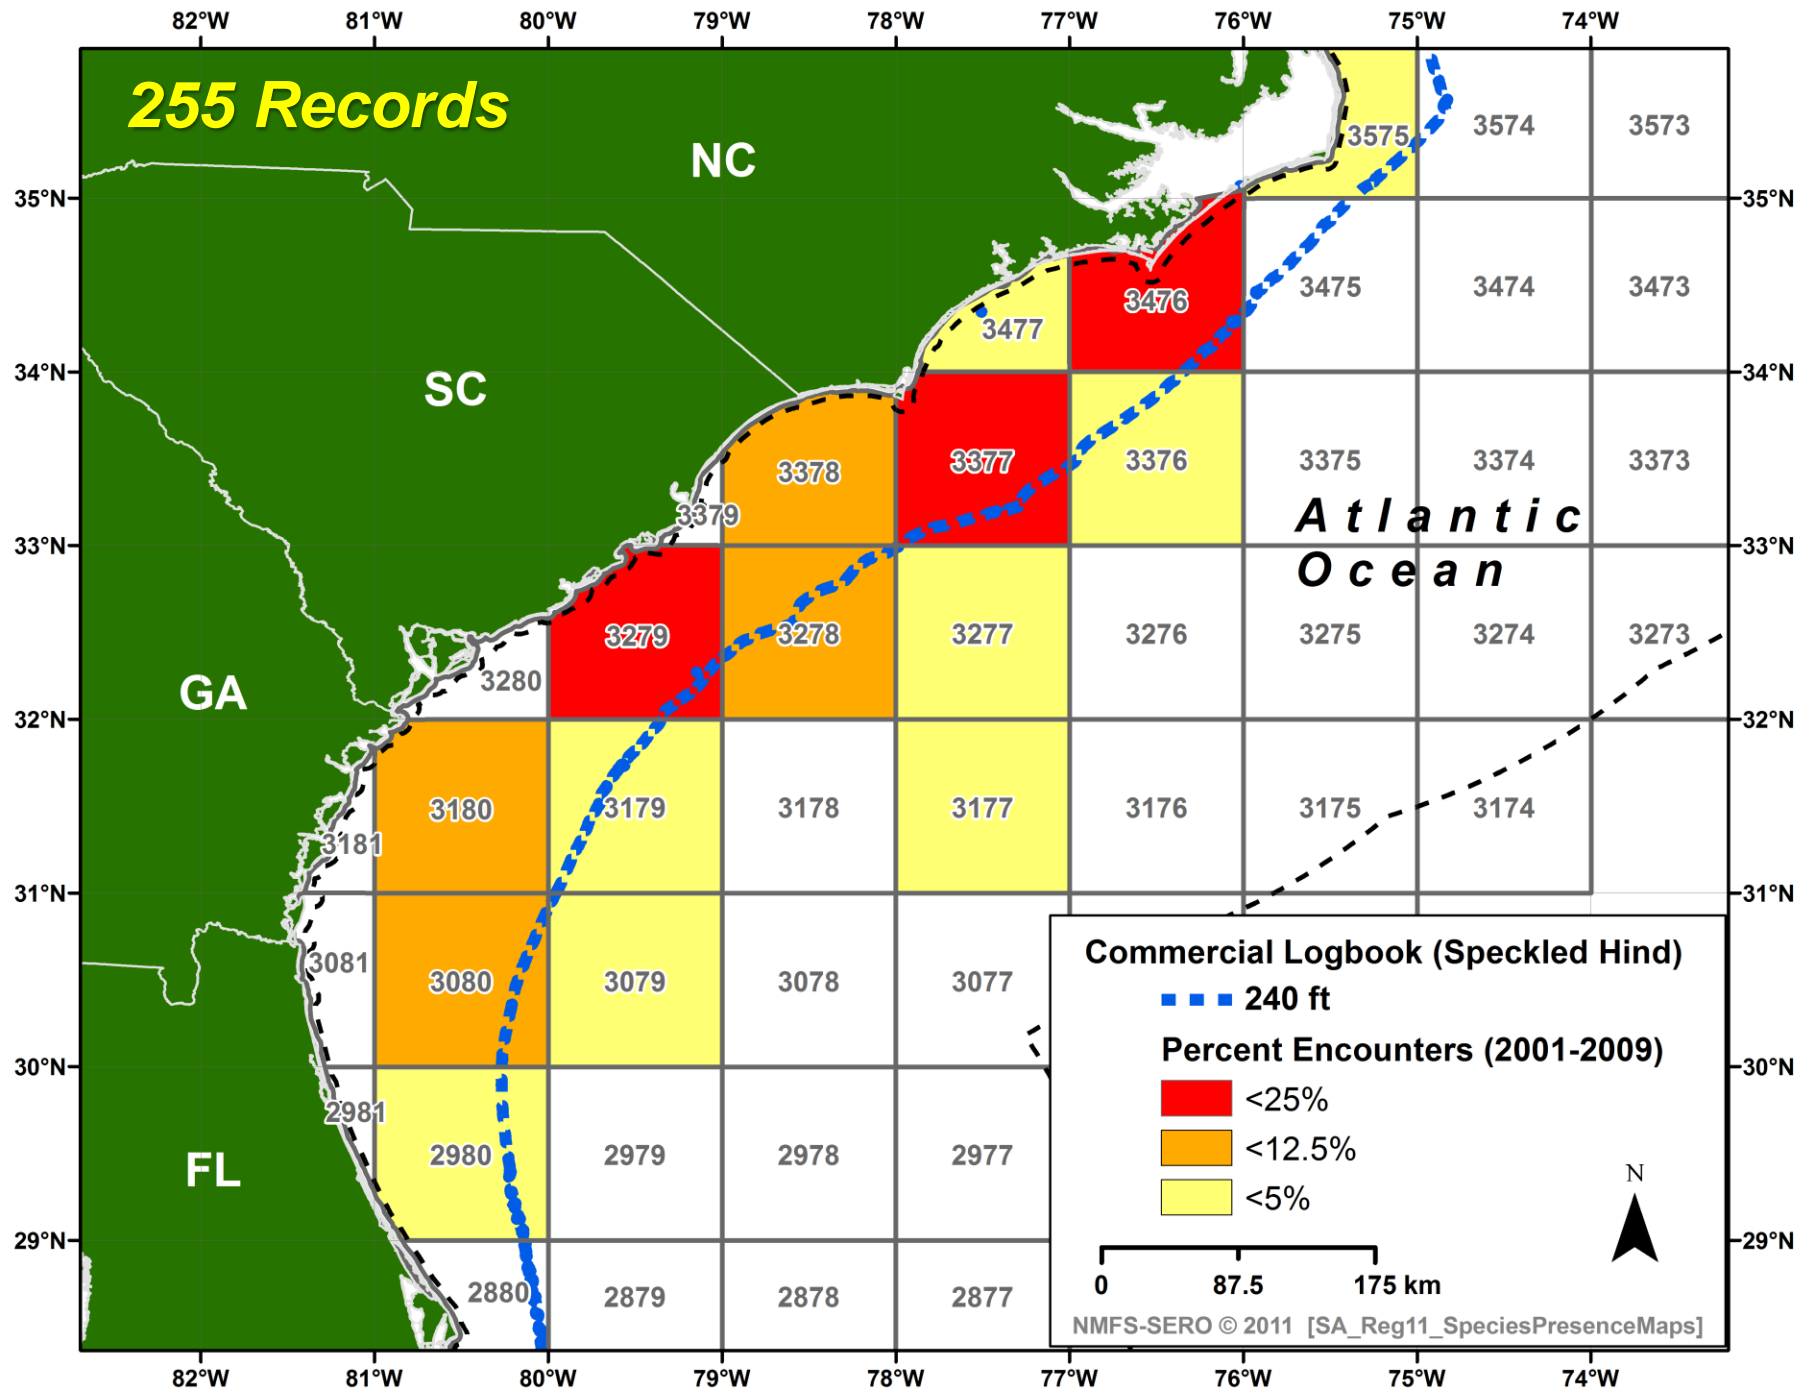 82°W 81°W 80°W 79°W 78°W 77°W 76°W 75°W 74°W
255 Records
NC
3575 3574 3573
35°N 35°N
3477 3476 3475 3474 3473
34°N 34°N
SC
3379 3378 3377 3376 3375 3374 3373
Atlantic
33°N 33°N
Ocean
3280 3279 3278 3277 3276 3275 3274 3273
GA
32°N 32°N
3181 3180 3179 3178 3177 3176 3175 3174
31°N 31°N
3081 3080 3079 3078 3077
30°N 30°N
2981 2980 2979 2978 2977
FL
29°N 29°N
2880 2879 2878 2877
Commercial Logbook (Speckled Hind)
240 ft
Percent Encounters (2001-2009)
<25%
<12.5%
<5%
N
0 87.5 175 km
NMFS-SERO © 2011 [SA_Reg11_SpeciesPresenceMaps]
82°W 81°W 80°W 79°W 78°W 77°W 76°W 75°W 74°W